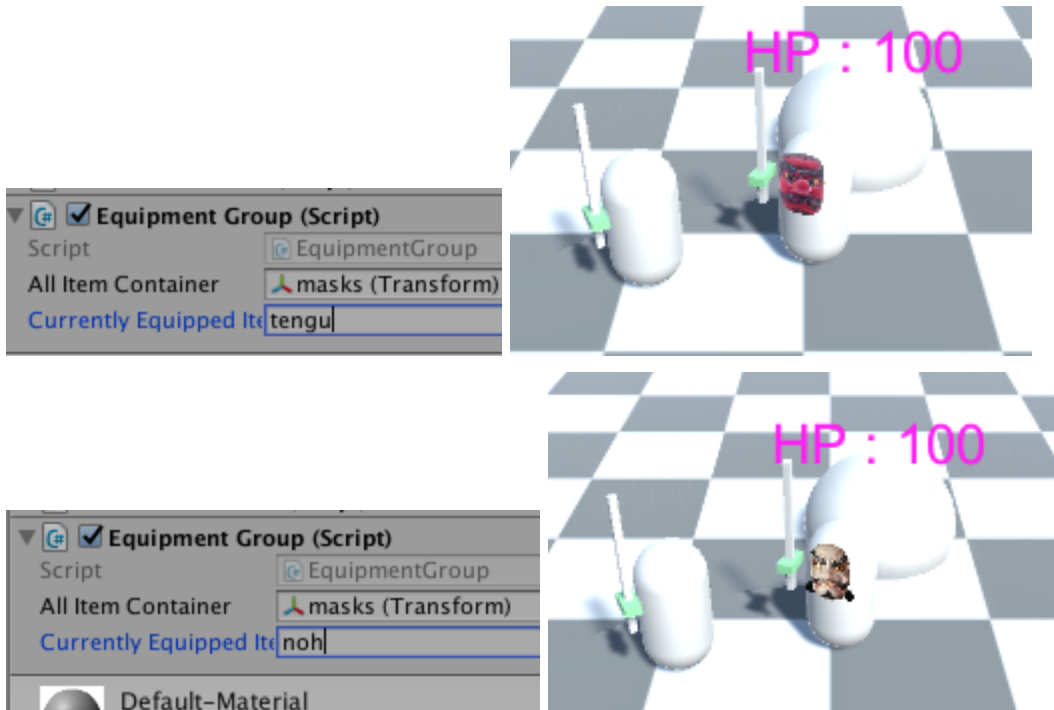 HP : 100
Equipment Group (Script)
Script EquipmentGroup
All Item Container masks (Transform)
Currently Equipped Ite tengu
HP : 100
Equipment Group (Script)
Script EquipmentGroup
All Item Container masks (Transform)
Currently Equipped Ite noh
Default-Material